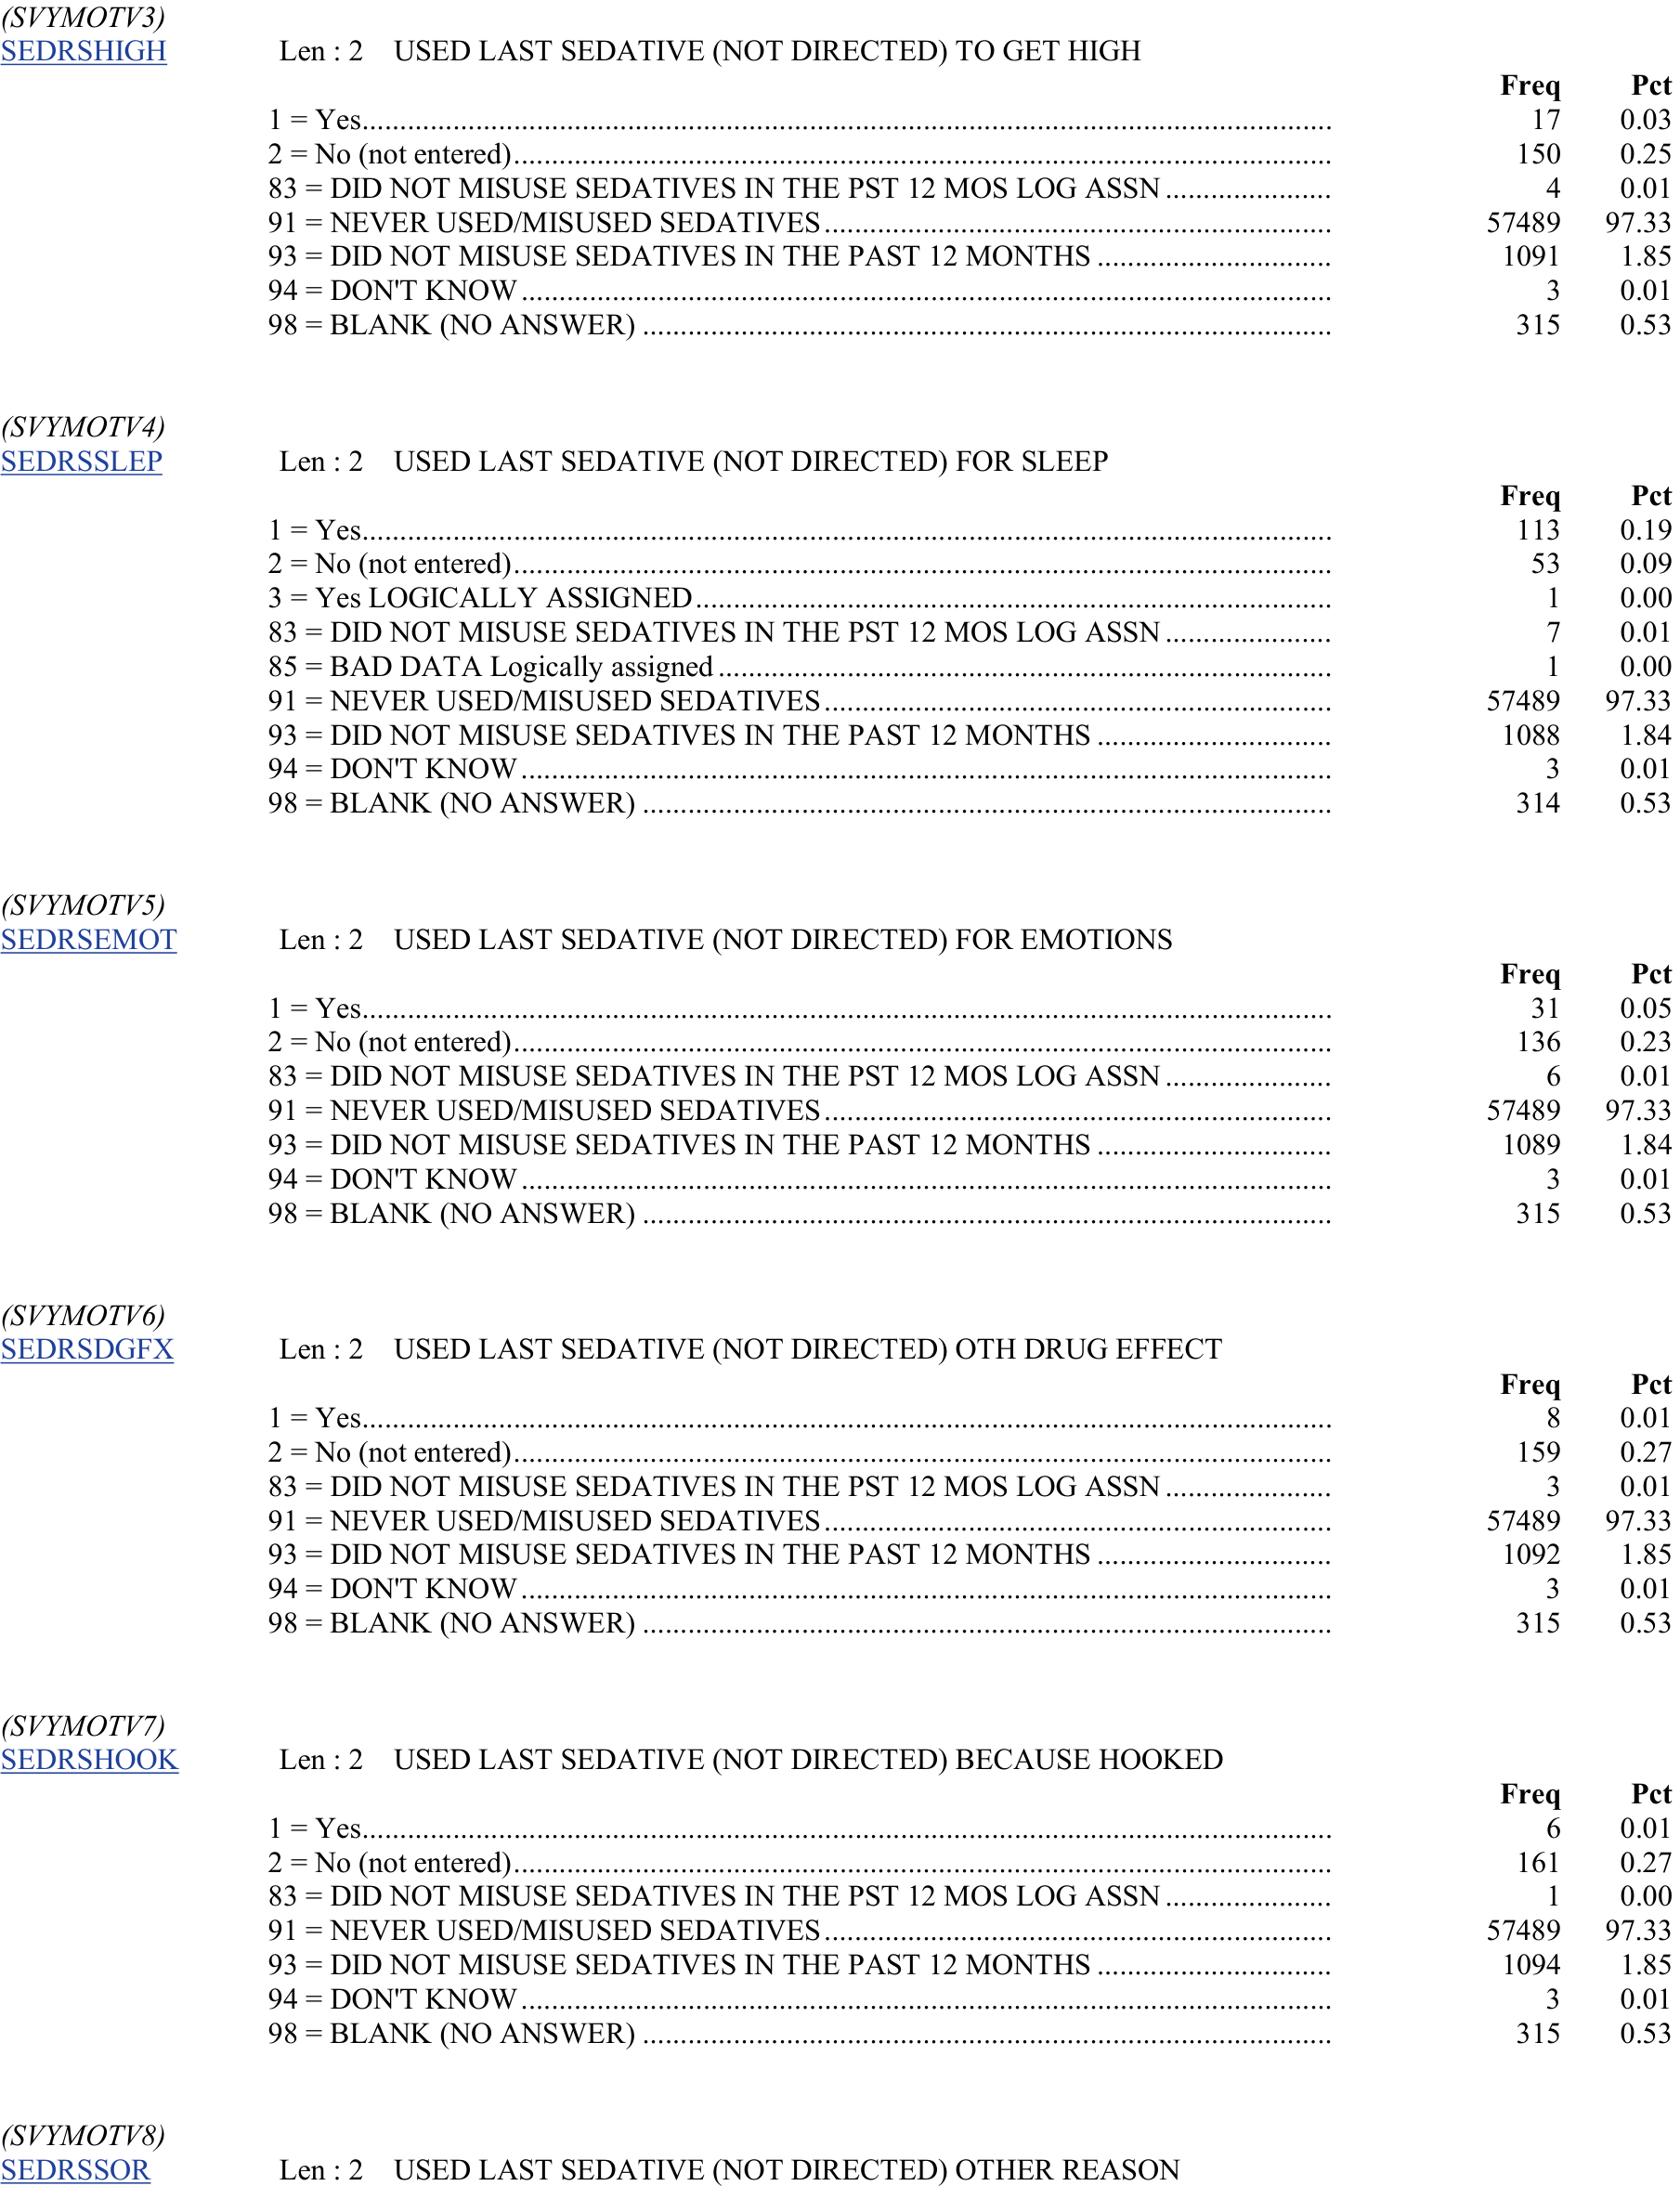 (SVYMOTV3)
SEDRSHIGH Len : 2 USED LAST SEDATIVE (NOT DIRECTED) TO GET HIGH
Freq Pct
1 = Yes................................................................................................................................ 17 0.03
2 = No (not entered)............................................................................................................ 150 0.25
83 = DID NOT MISUSE SEDATIVES IN THE PST 12 MOS LOG ASSN ...................... 4 0.01
91 = NEVER USED/MISUSED SEDATIVES ................................................................... 57489 97.33
93 = DID NOT MISUSE SEDATIVES IN THE PAST 12 MONTHS ............................... 1091 1.85
94 = DON'T KNOW ........................................................................................................... 3 0.01
98 = BLANK (NO ANSWER) ........................................................................................... 315 0.53
(SVYMOTV4)
SEDRSSLEP Len : 2 USED LAST SEDATIVE (NOT DIRECTED) FOR SLEEP
Freq Pct
1 = Yes................................................................................................................................ 113 0.19
2 = No (not entered)............................................................................................................ 53 0.09
3 = Yes LOGICALLY ASSIGNED .................................................................................... 1 0.00
83 = DID NOT MISUSE SEDATIVES IN THE PST 12 MOS LOG ASSN ...................... 7 0.01
85 = BAD DATA Logically assigned ................................................................................. 1 0.00
91 = NEVER USED/MISUSED SEDATIVES ................................................................... 57489 97.33
93 = DID NOT MISUSE SEDATIVES IN THE PAST 12 MONTHS ............................... 1088 1.84
94 = DON'T KNOW ........................................................................................................... 3 0.01
98 = BLANK (NO ANSWER) ........................................................................................... 314 0.53
(SVYMOTV5)
SEDRSEMOT Len : 2 USED LAST SEDATIVE (NOT DIRECTED) FOR EMOTIONS
Freq Pct
1 = Yes................................................................................................................................ 31 0.05
2 = No (not entered)............................................................................................................ 136 0.23
83 = DID NOT MISUSE SEDATIVES IN THE PST 12 MOS LOG ASSN ...................... 6 0.01
91 = NEVER USED/MISUSED SEDATIVES ................................................................... 57489 97.33
93 = DID NOT MISUSE SEDATIVES IN THE PAST 12 MONTHS ............................... 1089 1.84
94 = DON'T KNOW ........................................................................................................... 3 0.01
98 = BLANK (NO ANSWER) ........................................................................................... 315 0.53
(SVYMOTV6)
SEDRSDGFX Len : 2 USED LAST SEDATIVE (NOT DIRECTED) OTH DRUG EFFECT
Freq Pct
1 = Yes................................................................................................................................ 8 0.01
2 = No (not entered)............................................................................................................ 159 0.27
83 = DID NOT MISUSE SEDATIVES IN THE PST 12 MOS LOG ASSN ...................... 3 0.01
91 = NEVER USED/MISUSED SEDATIVES ................................................................... 57489 97.33
93 = DID NOT MISUSE SEDATIVES IN THE PAST 12 MONTHS ............................... 1092 1.85
94 = DON'T KNOW ........................................................................................................... 3 0.01
98 = BLANK (NO ANSWER) ........................................................................................... 315 0.53
(SVYMOTV7)
SEDRSHOOK Len : 2 USED LAST SEDATIVE (NOT DIRECTED) BECAUSE HOOKED
Freq Pct
1 = Yes................................................................................................................................ 6 0.01
2 = No (not entered)............................................................................................................ 161 0.27
83 = DID NOT MISUSE SEDATIVES IN THE PST 12 MOS LOG ASSN ...................... 1 0.00
91 = NEVER USED/MISUSED SEDATIVES ................................................................... 57489 97.33
93 = DID NOT MISUSE SEDATIVES IN THE PAST 12 MONTHS ............................... 1094 1.85
94 = DON'T KNOW ........................................................................................................... 3 0.01
98 = BLANK (NO ANSWER) ........................................................................................... 315 0.53
(SVYMOTV8)
SEDRSSOR Len : 2 USED LAST SEDATIVE (NOT DIRECTED) OTHER REASON